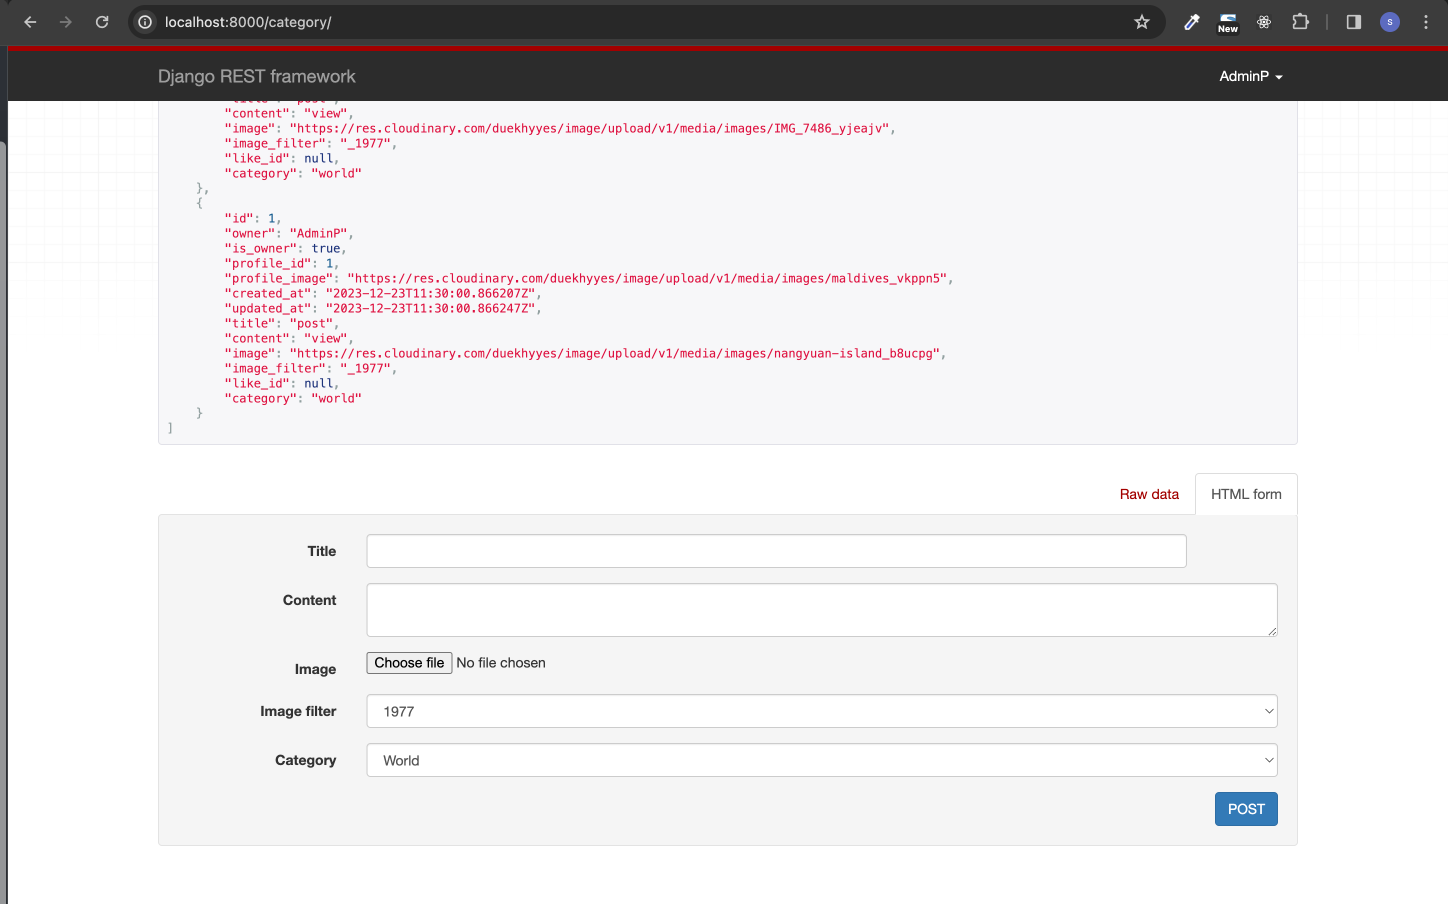 localhost:8000/category/
New
s
Django REST framework
AdminP
"title": "post",
"content": "view",
"image": "https://res.cloudinary.com/duekhyyes/image/upload/v1/media/images/IMG_7486_yjeajv",
"image_filter": "_1977",
"like_id": null,
"category": "world"
},
{
"id": 1,
"owner": "AdminP",
"is_owner": true,
"profile_id": 1,
"profile_image": "https://res.cloudinary.com/duekhyyes/image/upload/v1/media/images/maldives_vkppn5",
"created_at": "2023-12-23T11:30:00.866207Z",
"updated_at": "2023-12-23T11:30:00.866247Z",
"title": "post",
"content": "view",
"image": "https://res.cloudinary.com/duekhyyes/image/upload/v1/media/images/nangyuan-island_b8ucpg",
"image_filter": "_1977",
"like_id": null,
"category": "world"
}
]
Raw data
HTML form
Title
Content
Image
Choose file No file chosen
Image filter
1977
Category
World
POST